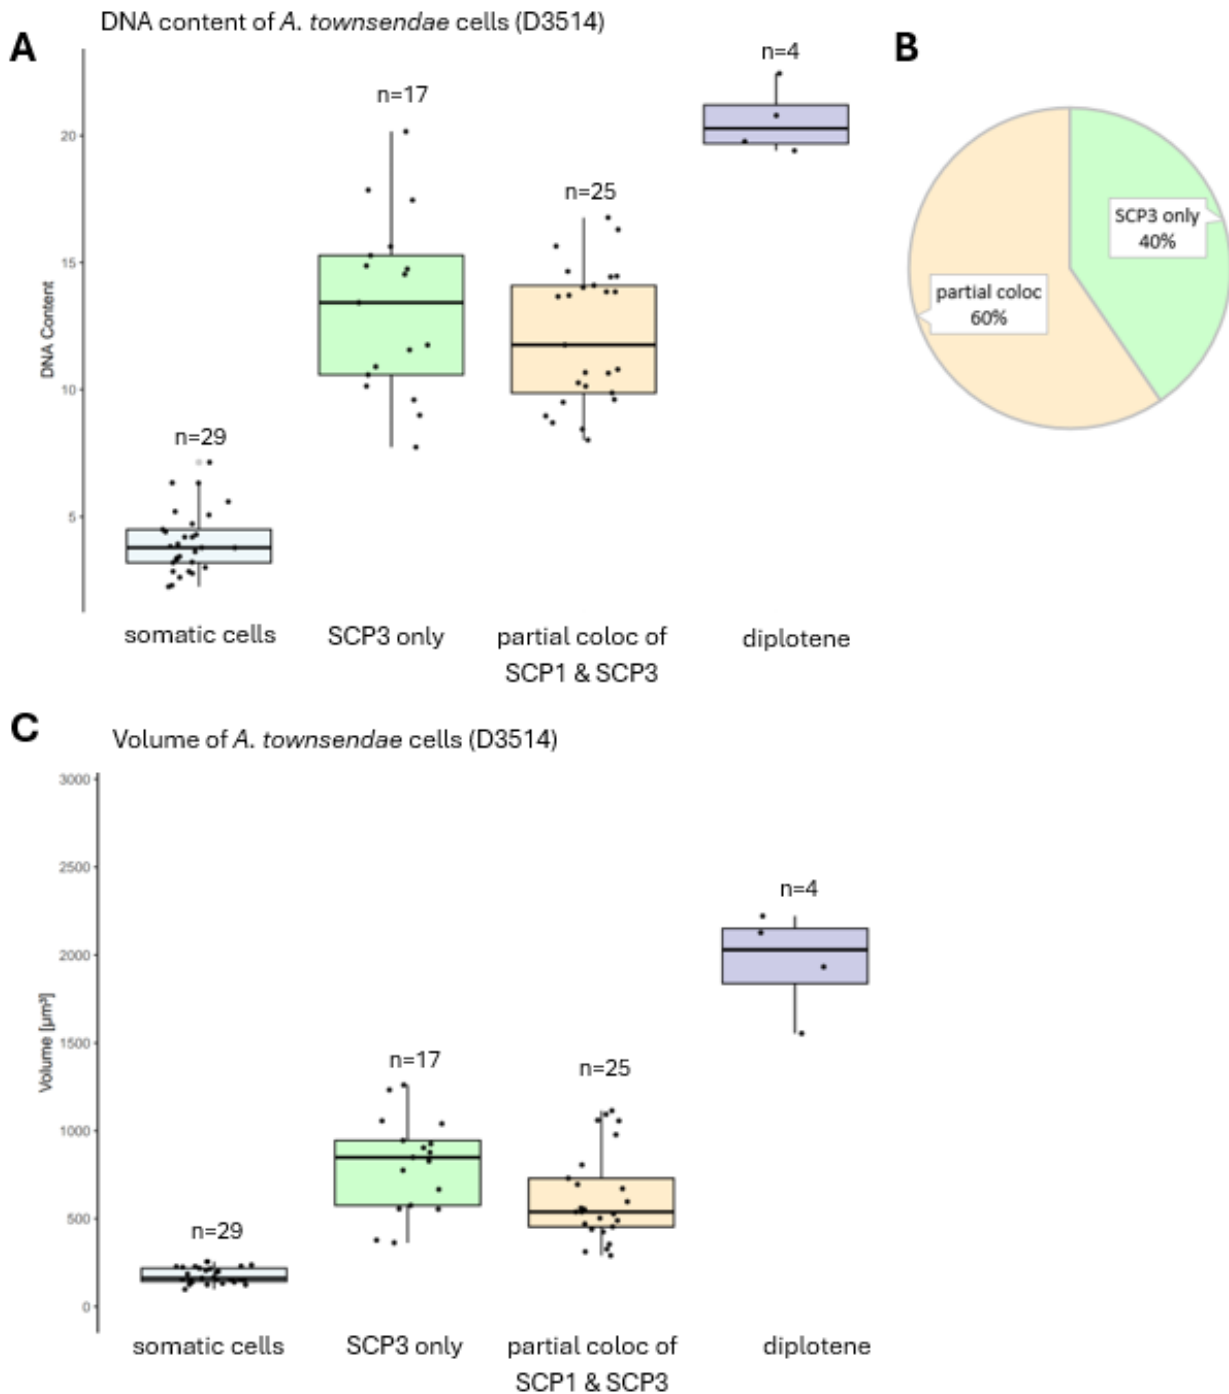 A
DNA content of A. townsendae cells (D3514)
DNA Content
20
15
10
5
n=29
n=17
n=25
n=4
somatic cells
SCP3 only
partial coloc of
SCP1 & SCP3
diplotene
B
SCP3 only
40%
partial coloc
60%
C
Volume of A. townsendae cells (D3514)
Volume [µm³]
3000
2500
2000
1500
1000
500
0
n=29
n=17
n=25
n=4
somatic cells
SCP3 only
partial coloc of
SCP1 & SCP3
diplotene